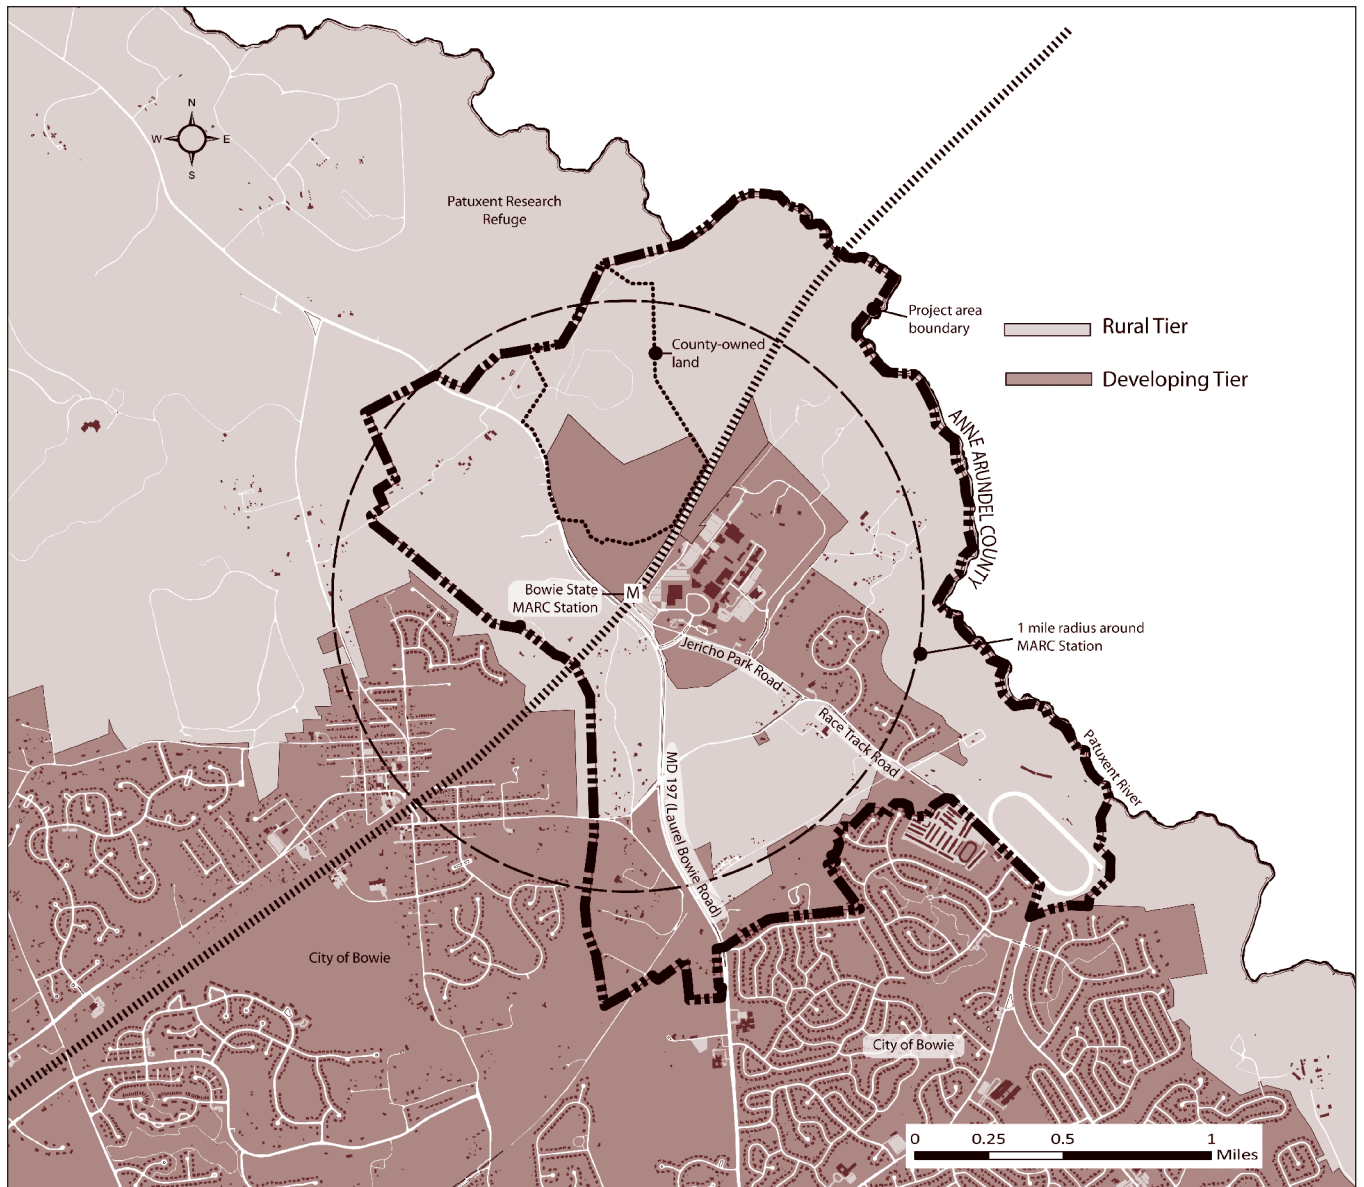 N
W E
S
Patuxent Research
Refuge
Project area
boundary
Rural Tier
County-owned
land
Developing Tier
ANNE ARUNDEL COUNTY
Bowie State
MARC Station
M
1 mile radius around
MARC Station
Jericho Park Road
Race Track Road
MD 197 (Laurel Bowie Road)
Patuxent River
City of Bowie
City of Bowie
0 0.25 0.5 1
Miles